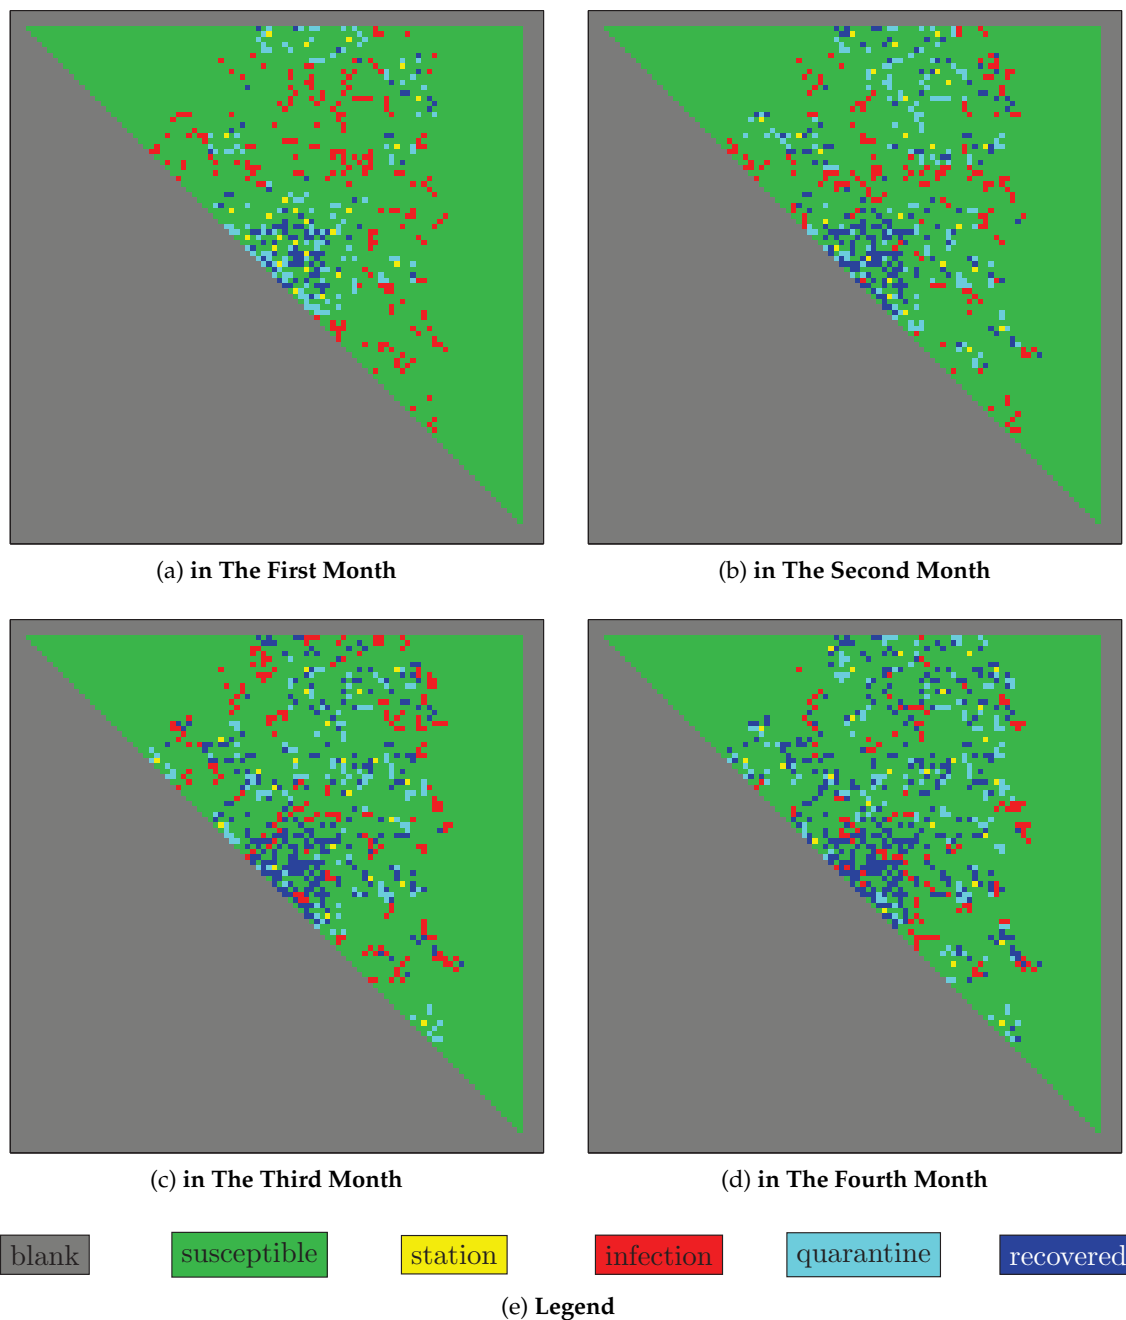 (a) in The First Month
(b) in The Second Month
(c) in The Third Month
(d) in The Fourth Month
blank susceptible station infection quarantine recovered
(e) Legend